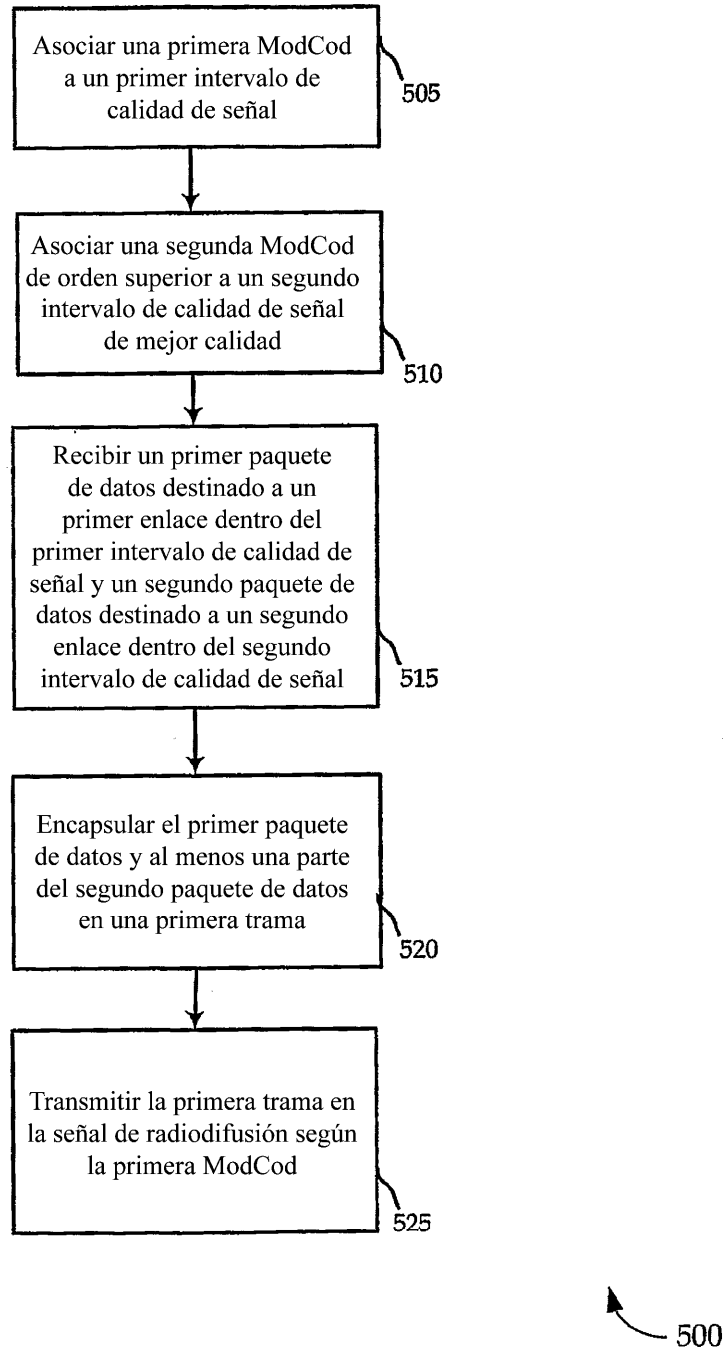 Asociar una primera ModCod
a un primer intervalo de
calidad de señal
505
Asociar una segunda ModCod
de orden superior a un segundo
intervalo de calidad de señal
de mejor calidad
510
Recibir un primer paquete
de datos destinado a un
primer enlace dentro del
primer intervalo de calidad de
señal y un segundo paquete de
datos destinado a un segundo
enlace dentro del segundo
intervalo de calidad de señal
515
Encapsular el primer paquete
de datos y al menos una parte
del segundo paquete de datos
en una primera trama
520
Transmitir la primera trama en
la señal de radiodifusión según
la primera ModCod
525
500